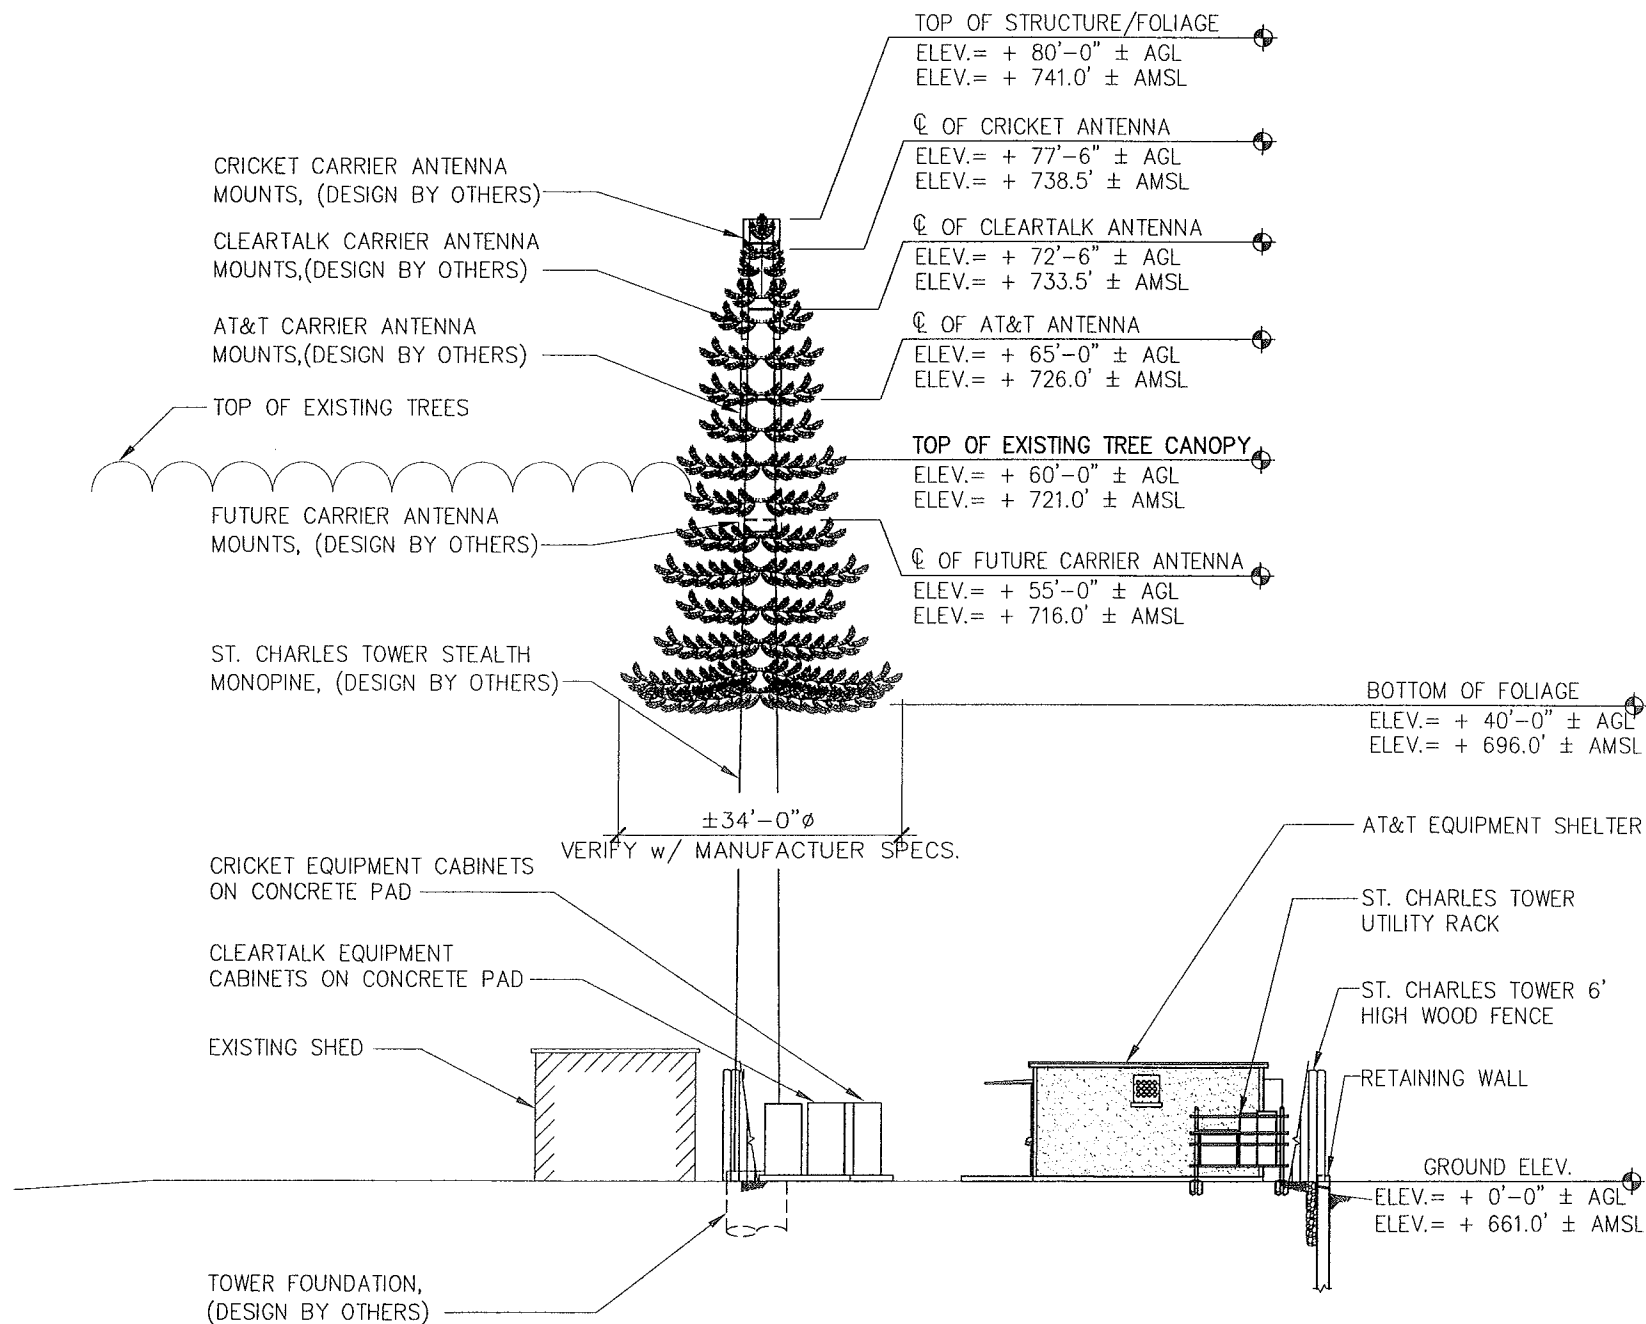 TOP OF STRUCTURE/FOLIAGE
ELEV.= + 80'-0" ± AGL
ELEV.= + 741.0' ± AMSL
℄ OF CRICKET ANTENNA
ELEV.= + 77'-6" ± AGL
ELEV.= + 738.5' ± AMSL
CRICKET CARRIER ANTENNA
MOUNTS, (DESIGN BY OTHERS)
℄ OF CLEARTALK ANTENNA
ELEV.= + 72'-6" ± AGL
ELEV.= + 733.5' ± AMSL
CLEARTALK CARRIER ANTENNA
MOUNTS,(DESIGN BY OTHERS)
℄ OF AT&T ANTENNA
ELEV.= + 65'-0" ± AGL
ELEV.= + 726.0' ± AMSL
AT&T CARRIER ANTENNA
MOUNTS,(DESIGN BY OTHERS)
TOP OF EXISTING TREES
TOP OF EXISTING TREE CANOPY
ELEV.= + 60'-0" ± AGL
ELEV.= + 721.0' ± AMSL
FUTURE CARRIER ANTENNA
MOUNTS, (DESIGN BY OTHERS)
℄ OF FUTURE CARRIER ANTENNA
ELEV.= + 55'-0" ± AGL
ELEV.= + 716.0' ± AMSL
ST. CHARLES TOWER STEALTH
MONOPINE, (DESIGN BY OTHERS)
BOTTOM OF FOLIAGE
ELEV.= + 40'-0" ± AGL
ELEV.= + 696.0' ± AMSL
±34'-0"ø
VERIFY w/ MANUFACTUER SPECS.
AT&T EQUIPMENT SHELTER
CRICKET EQUIPMENT CABINETS
ON CONCRETE PAD
ST. CHARLES TOWER
UTILITY RACK
CLEARTALK EQUIPMENT
CABINETS ON CONCRETE PAD
ST. CHARLES TOWER 6'
HIGH WOOD FENCE
EXISTING SHED
RETAINING WALL
GROUND ELEV.
ELEV.= + 0'-0" ± AGL
ELEV.= + 661.0' ± AMSL
TOWER FOUNDATION,
(DESIGN BY OTHERS)